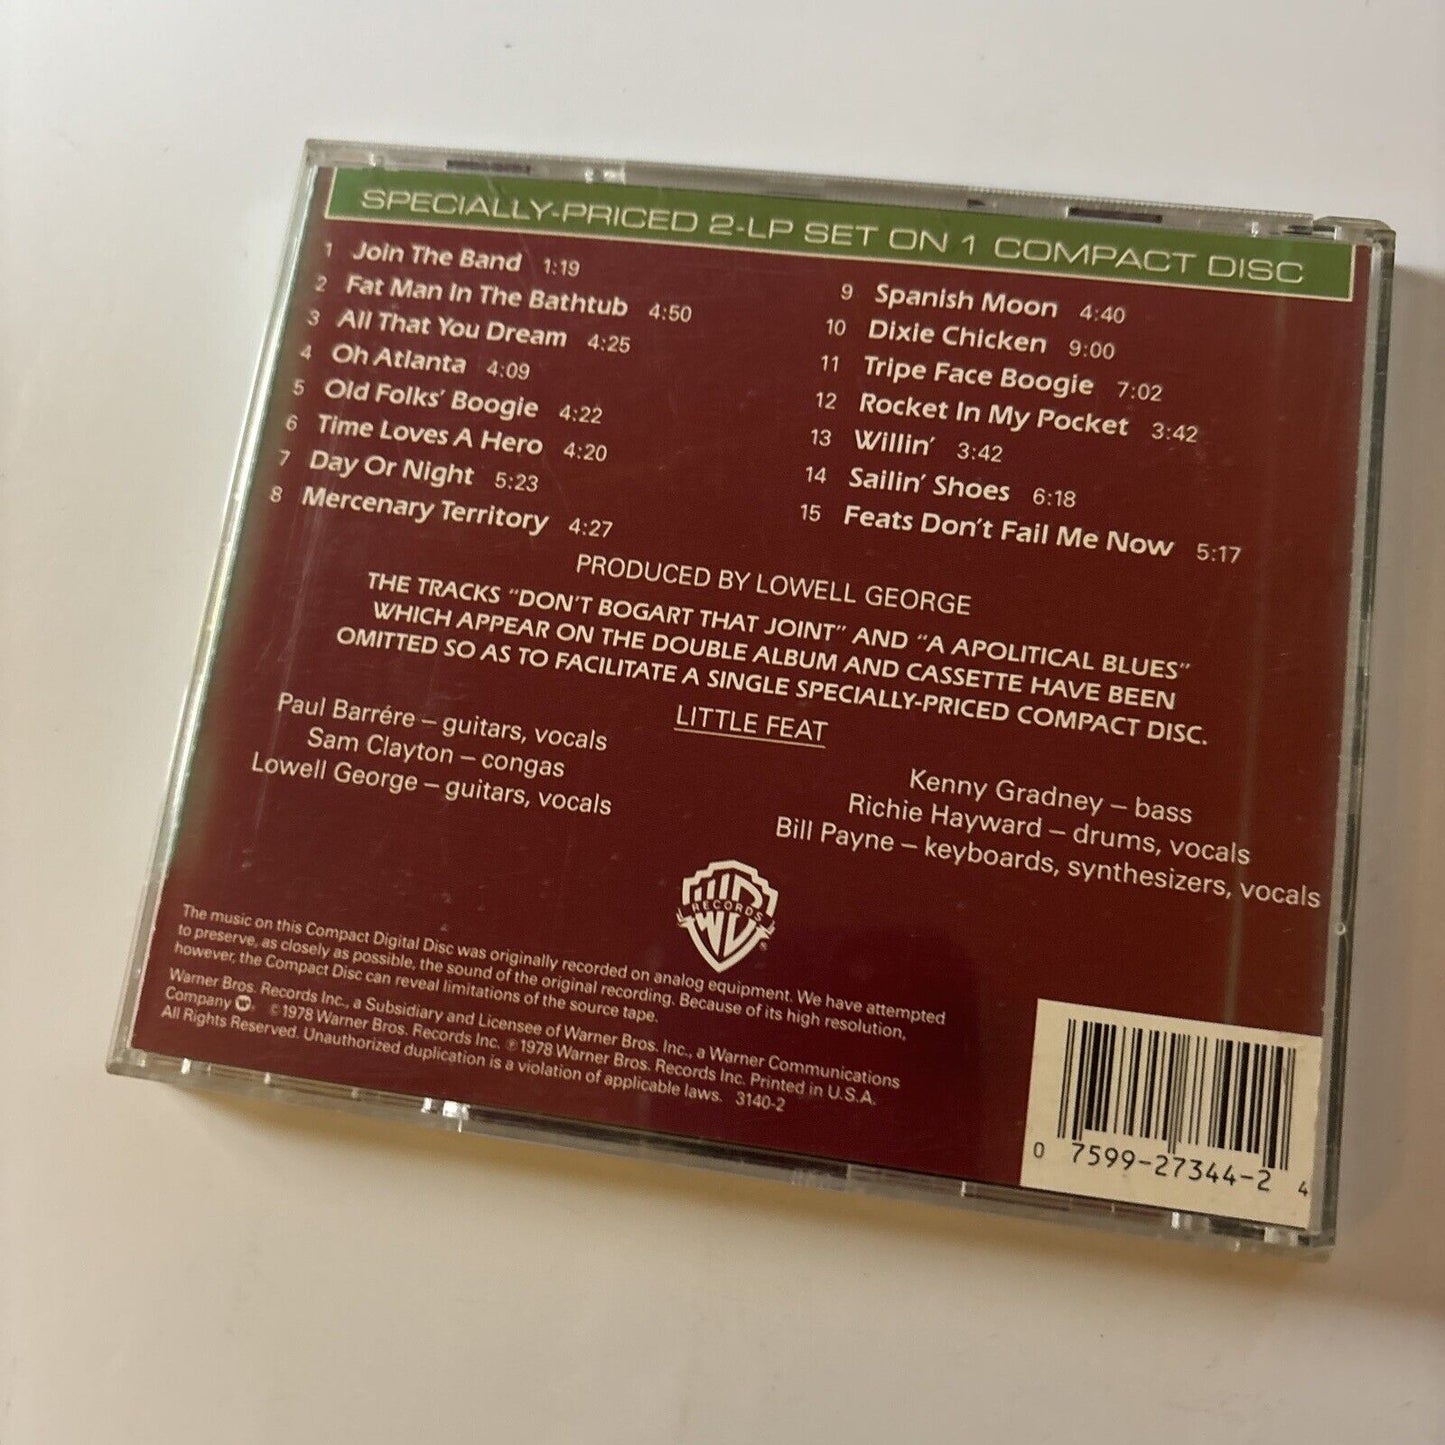 SPECIALLY-PRICED 2-LP SET ON 1 COMPACT DISC
1 Join The Band 1:19
2 Fat Man In The Bathtub 4:50
3 All That You Dream 4:25
4 Oh Atlanta 4:09
5 Old Folks' Boogie 4:22
6 Time Loves A Hero 4:20
7 Day Or Night 5:23
8 Mercenary Territory 4:27
9 Spanish Moon 4:40
10 Dixie Chicken 9:00
11 Tripe Face Boogie 7:02
12 Rocket In My Pocket 3:42
13 Willin' 3:42
14 Sailin' Shoes 6:18
15 Feats Don't Fail Me Now 5:17
PRODUCED BY LOWELL GEORGE
THE TRACKS "DON'T BOGART THAT JOINT" AND "A APOLITICAL BLUES"
WHICH APPEAR ON THE DOUBLE ALBUM AND CASSETTE HAVE BEEN
OMITTED SO AS TO FACILITATE A SINGLE SPECIALLY-PRICED COMPACT DISC.
LITTLE FEAT
Paul Barrére – guitars, vocals
Sam Clayton – congas
Lowell George – guitars, vocals
Kenny Gradney – bass
Richie Hayward – drums, vocals
Bill Payne – keyboards, synthesizers, vocals
RECORDS
The music on this Compact Digital Disc was originally recorded on analog equipment. We have attempted
to preserve, as closely as possible, the sound of the original recording. Because of its high resolution,
however, the Compact Disc can reveal limitations of the source tape.
Warner Bros. Records Inc., a Subsidiary and Licensee of Warner Bros. Inc., a Warner Communications
Company. ©1978 Warner Bros. Records Inc. ℗1978 Warner Bros. Records Inc. Printed in U.S.A.
All Rights Reserved. Unauthorized duplication is a violation of applicable laws. 3140-2
0 7599-27344-2 4